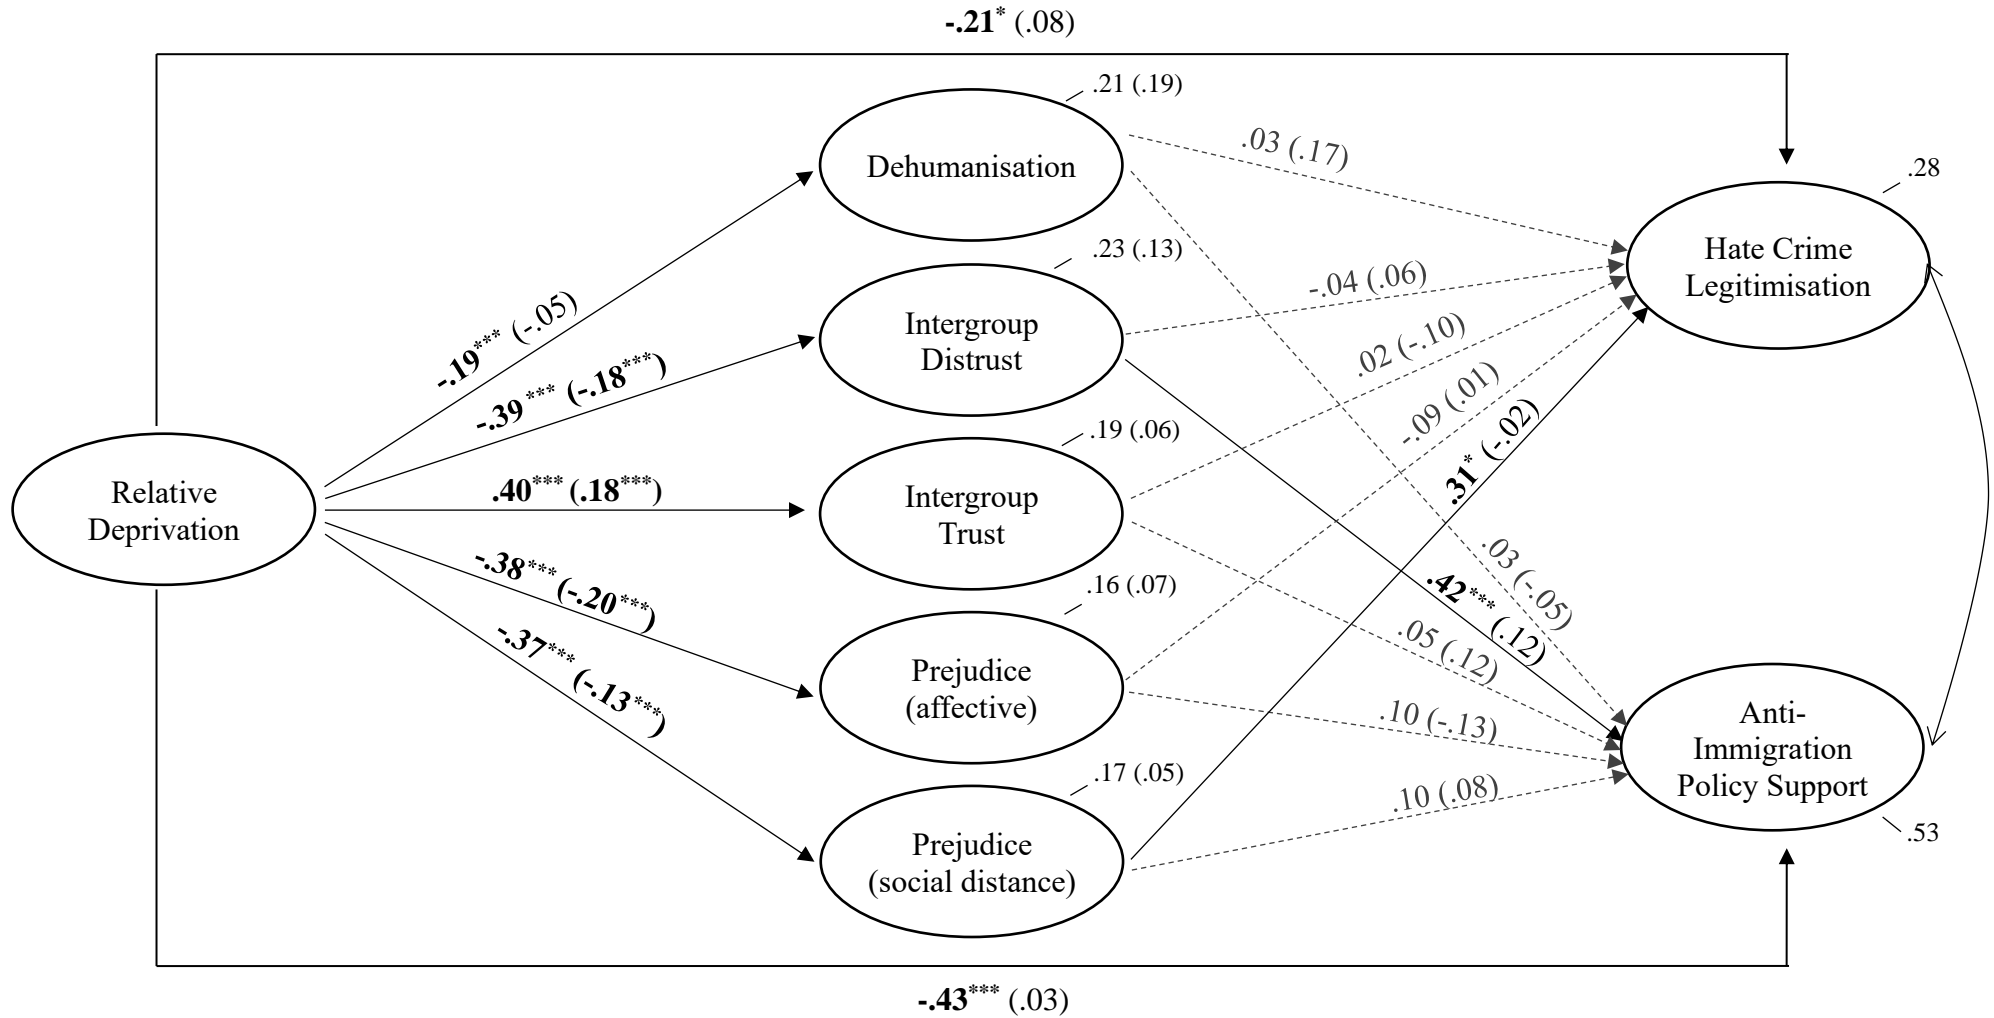 -.21* (.08)
.21 (.19)
Dehumanisation
.03 (.17)
.28
Hate Crime
Legitimisation
.23 (.13)
Intergroup
Distrust
-.04 (.06)
-.19*** (-.05)
-.39*** (-.18***)
.02 (-.10)
-.09 (.01)
.31* (-.02)
.19 (.06)
Relative
Deprivation
.40*** (.18***)
Intergroup
Trust
-.38*** (-.20***)
.03 (-.05)
.42*** (.12)
.16 (.07)
-.37*** (-.13***)
.05 (.12)
Prejudice
(affective)
.10 (-.13)
Anti-
Immigration
Policy Support
.17 (.05)
.10 (.08)
.53
Prejudice
(social distance)
-.43*** (.03)